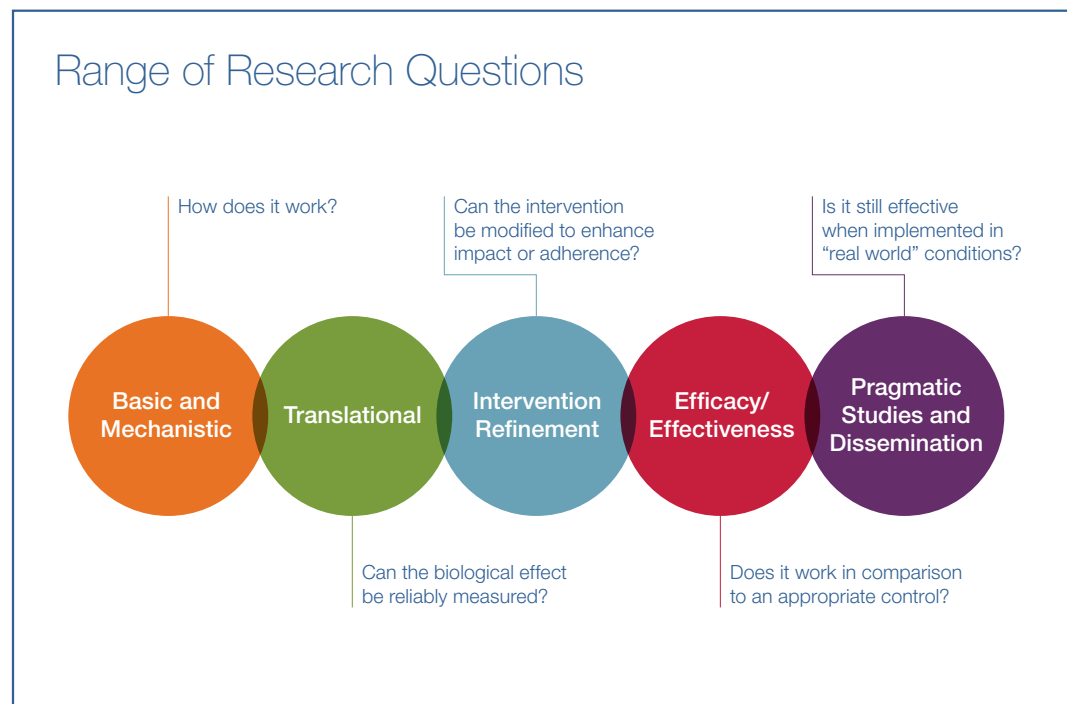 Range of Research Questions
How does it work?
Can the intervention
be modified to enhance
impact or adherence?
Is it still effective
when implemented in
“real world” conditions?
Basic and
Mechanistic
Translational
Intervention
Refinement
Efficacy/
Effectiveness
Pragmatic
Studies and
Dissemination
Can the biological effect
be reliably measured?
Does it work in comparison
to an appropriate control?